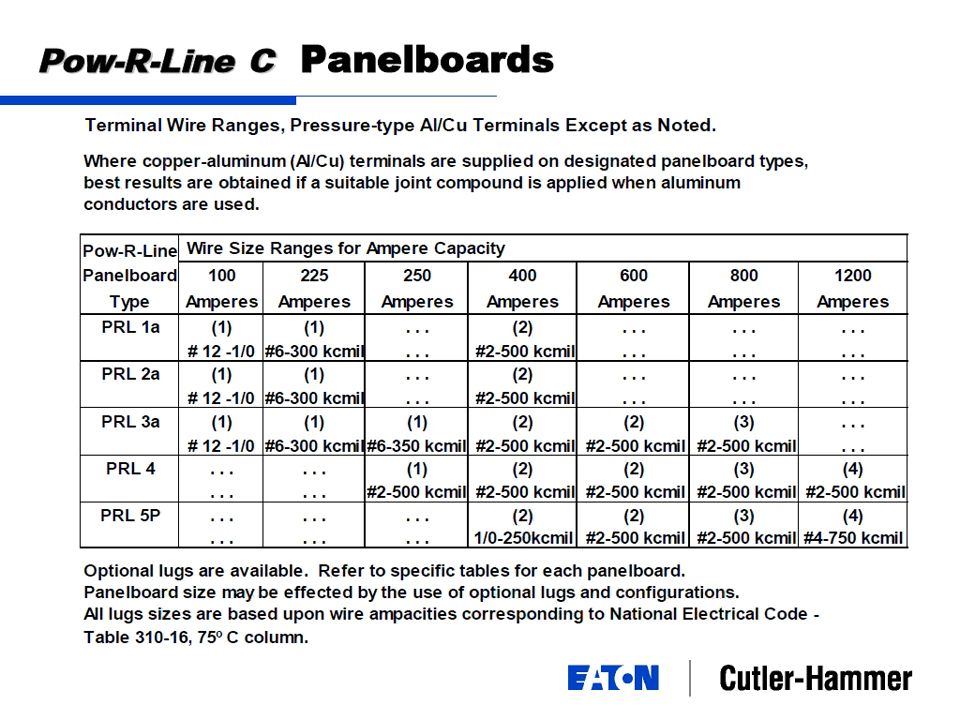 Pow-R-Line C Panelboards
Terminal Wire Ranges, Pressure-type Al/Cu Terminals Except as Noted.
Where copper-aluminum (Al/Cu) terminals are supplied on designated panelboard types,
best results are obtained if a suitable joint compound is applied when aluminum
conductors are used.
Pow-R-Line Wire Size Ranges for Ampere Capacity
Panelboard 100 225 250 400 600 800 1200
Type Amperes Amperes Amperes Amperes Amperes Amperes Amperes
PRL 1a (1) (1) . . . (2) . . . . . . . . .
# 12 -1/0 #6-300 kcmil . . . #2-500 kcmil . . . . . . . . .
PRL 2a (1) (1) . . . (2) . . . . . . . . .
# 12 -1/0 #6-300 kcmil . . . #2-500 kcmil . . . . . . . . .
PRL 3a (1) (1) (1) (2) (2) (3) . . .
# 12 -1/0 #6-300 kcmil #6-350 kcmil #2-500 kcmil #2-500 kcmil #2-500 kcmil . . .
PRL 4 . . . . . . (1) (2) (2) (3) (4)
. . . . . . #2-500 kcmil #2-500 kcmil #2-500 kcmil #2-500 kcmil #2-500 kcmil
PRL 5P . . . . . . . . . (2) (2) (3) (4)
. . . . . . . . . 1/0-250kcmil #2-500 kcmil #2-500 kcmil #4-750 kcmil
Optional lugs are available. Refer to specific tables for each panelboard.
Panelboard size may be effected by the use of optional lugs and configurations.
All lugs sizes are based upon wire ampacities corresponding to National Electrical Code -
Table 310-16, 75º C column.
EATON Cutler-Hammer